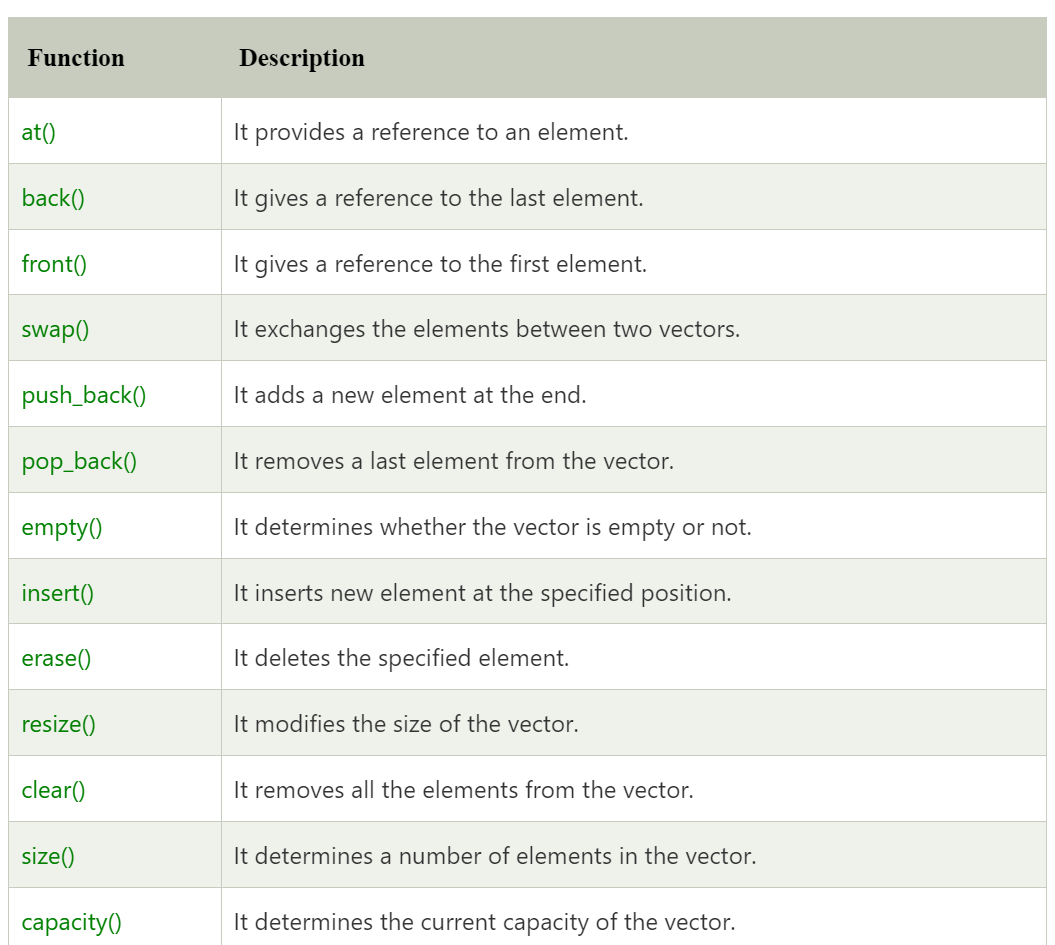 Function Description
at() It provides a reference to an element.
back() It gives a reference to the last element.
front() It gives a reference to the first element.
swap() It exchanges the elements between two vectors.
push_back() It adds a new element at the end.
pop_back() It removes a last element from the vector.
empty() It determines whether the vector is empty or not.
insert() It inserts new element at the specified position.
erase() It deletes the specified element.
resize() It modifies the size of the vector.
clear() It removes all the elements from the vector.
size() It determines a number of elements in the vector.
capacity() It determines the current capacity of the vector.